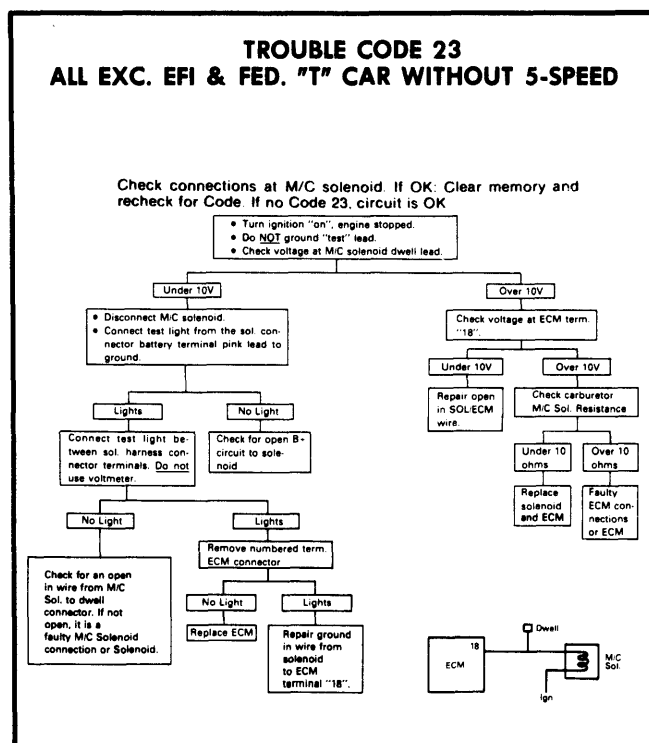 TROUBLE CODE 23
ALL EXC. EFI & FED. "T" CAR WITHOUT 5-SPEED
Check connections at M/C solenoid. If OK: Clear memory and
recheck for Code. If no Code 23, circuit is OK
• Turn ignition "on", engine stopped.
• Do NOT ground "test" lead.
• Check voltage at M/C solenoid dwell lead.
Under 10V
• Disconnect M/C solenoid.
• Connect test light from the sol. con-
nector battery terminal pink lead to
ground.
Lights
Connect test light be-
tween sol. harness con-
nector terminals. Do not
use voltmeter.
No Light
Check for open B+
circuit to sole-
noid
No Light
Check for an open
in wire from M/C
Sol. to dwell
connector. If not
open, it is a
faulty M/C Solenoid
connection or Solenoid.
Lights
Remove numbered term.
ECM connector
No Light
Replace ECM
Lights
Repair ground
in wire from
solenoid
to ECM
terminal "18".
Over 10V
Check voltage at ECM term.
"18".
Under 10V
Repair open
in SOL/ECM
wire.
Over 10V
Check carburetor
M/C Sol. Resistance
Under 10
ohms
Replace
solenoid
and ECM
Over 10
ohms
Faulty
ECM con-
nections
or ECM
18
ECM
Dwell
M/C
Sol.
Ign